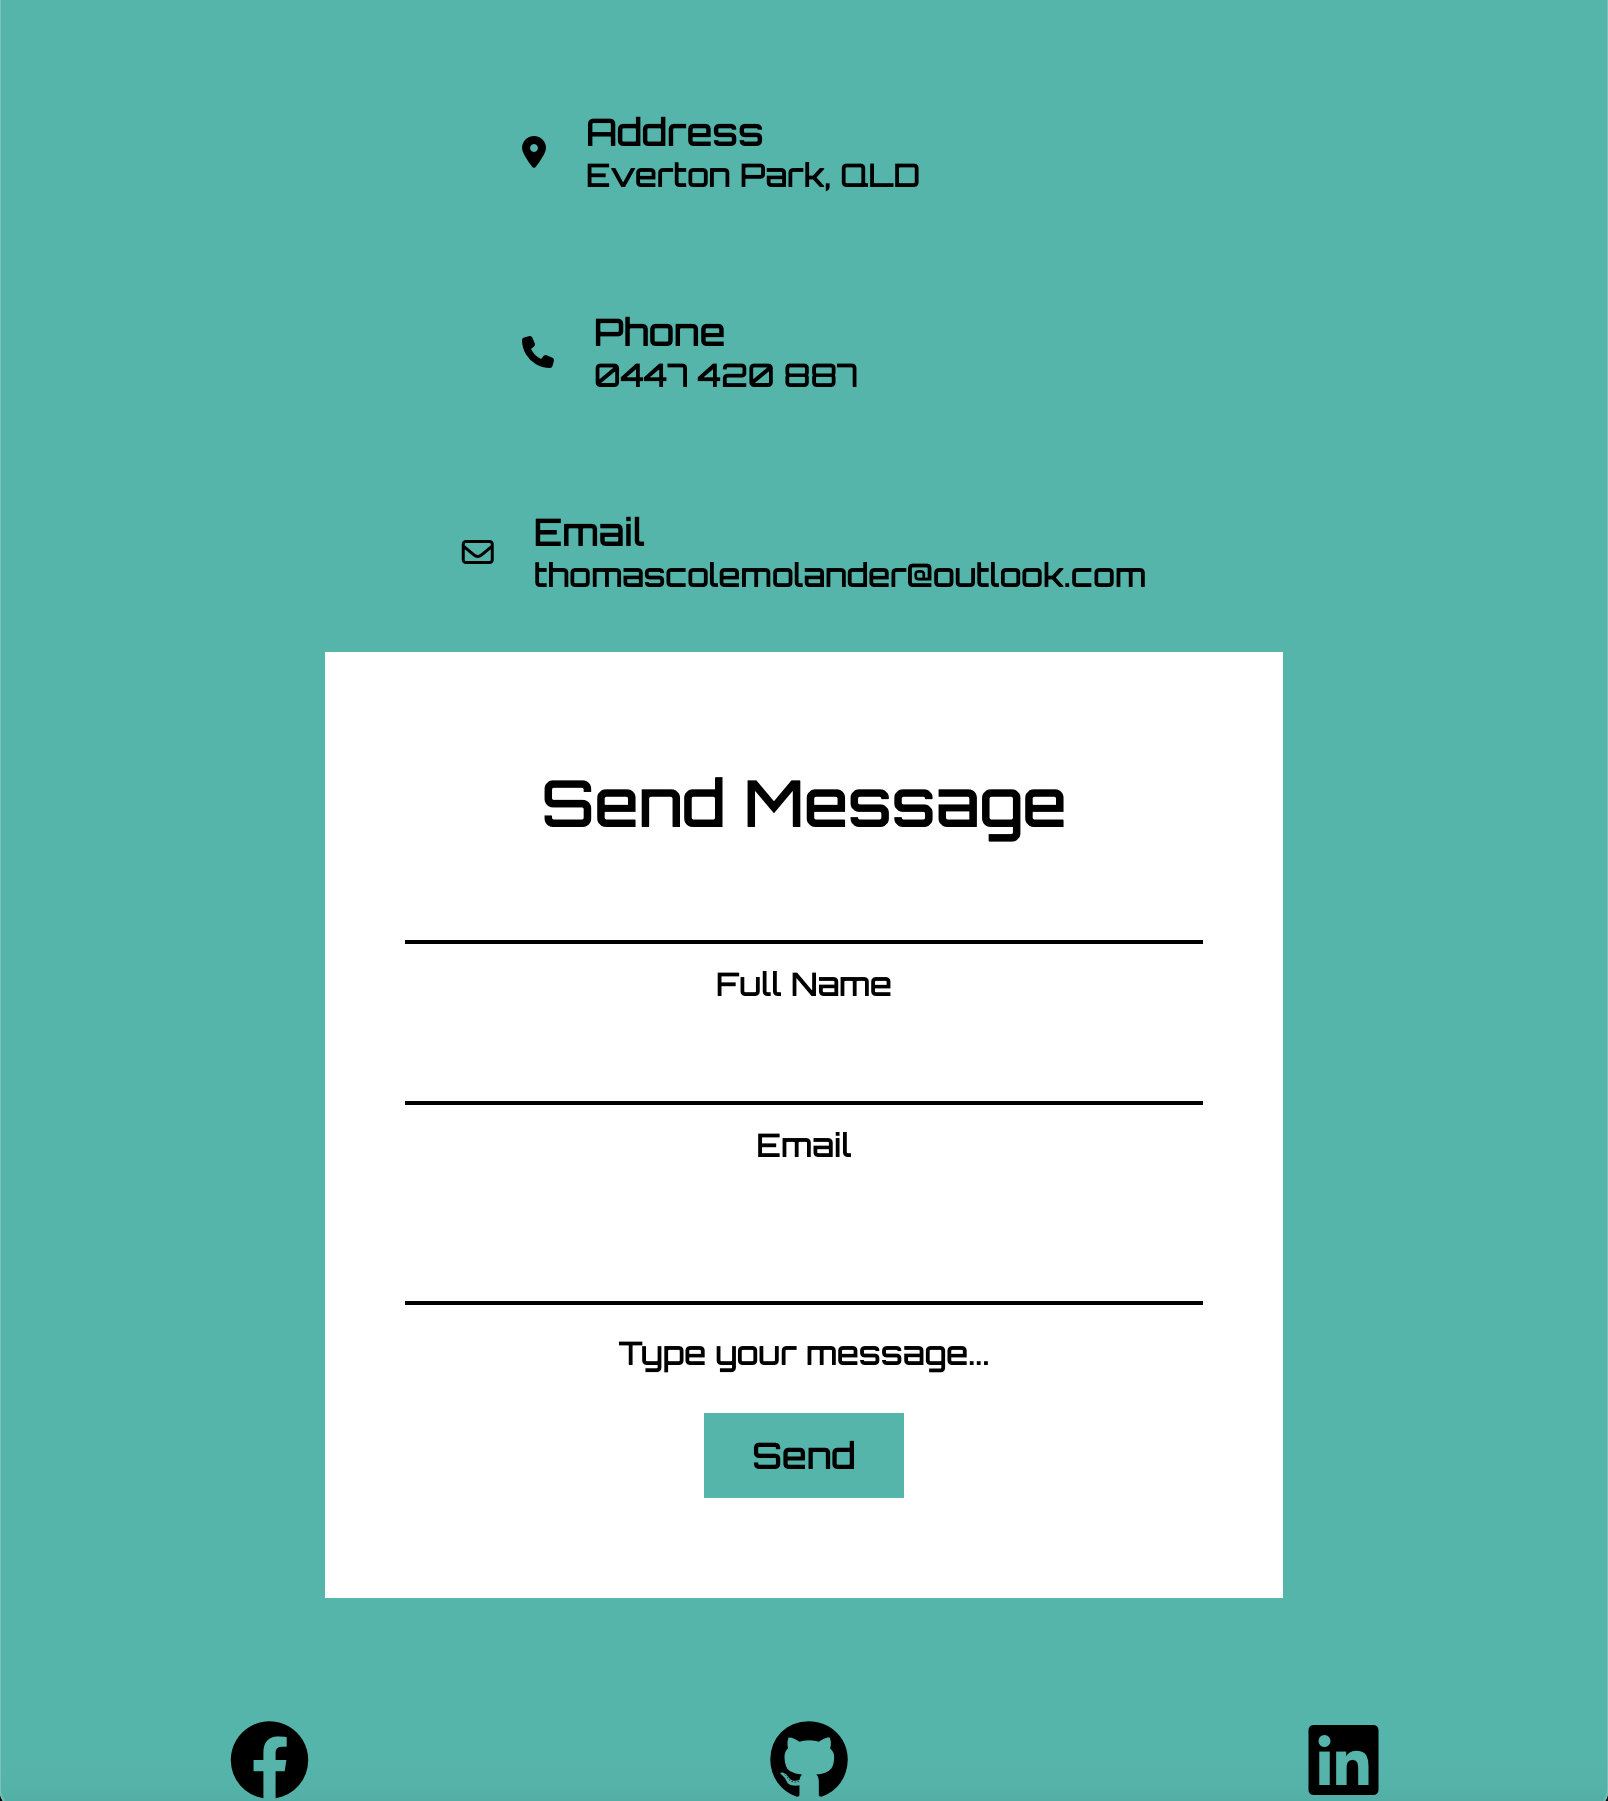 Address
Everton Park, QLD
Phone
0447 420 887
Email
thomascolemolander@outlook.com
Send Message
Full Name
Email
Type your message...
Send